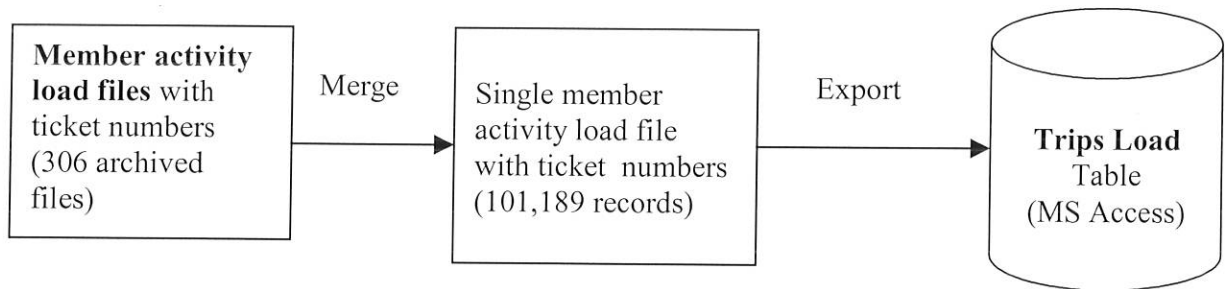 Member activity
load files with
ticket numbers
(306 archived
files)
Merge
Single member
activity load file
with ticket numbers
(101,189 records)
Export
Trips Load
Table
(MS Access)